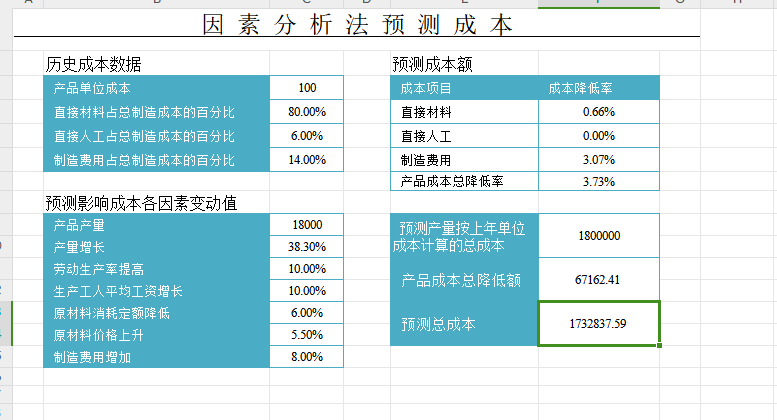 因素分析法预测成本
历史成本数据
产品单位成本 100
直接材料占总制造成本的百分比 80.00%
直接人工占总制造成本的百分比 6.00%
制造费用占总制造成本的百分比 14.00%
预测影响成本各因素变动值
产品产量 18000
产量增长 38.30%
劳动生产率提高 10.00%
生产工人平均工资增长 10.00%
原材料消耗定额降低 6.00%
原材料价格上升 5.50%
制造费用增加 8.00%
预测成本额
成本项目 成本降低率
直接材料 0.66%
直接人工 0.00%
制造费用 3.07%
产品成本总降低率 3.73%
预测产量按上年单位
成本计算的总成本 1800000
产品成本总降低额 67162.41
预测总成本 1732837.59